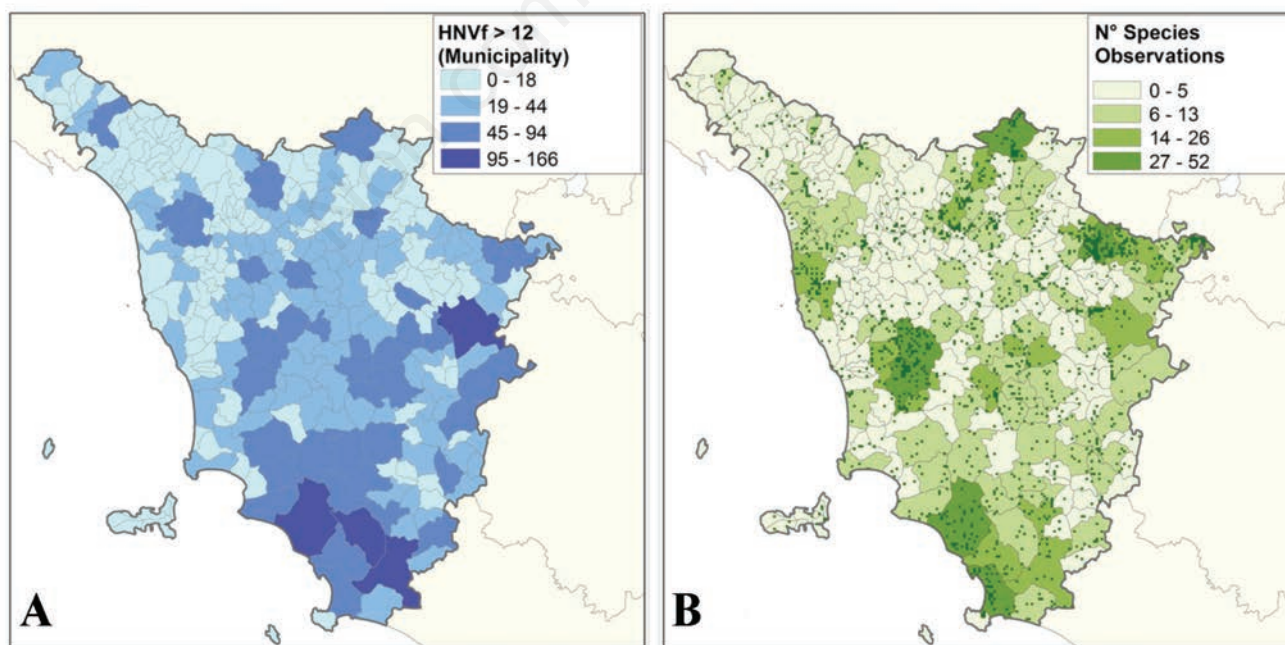 HNVf > 12
(Municipality)
0 - 18
19 - 44
45 - 94
95 - 166
A
N° Species
Observations
0 - 5
6 - 13
14 - 26
27 - 52
B